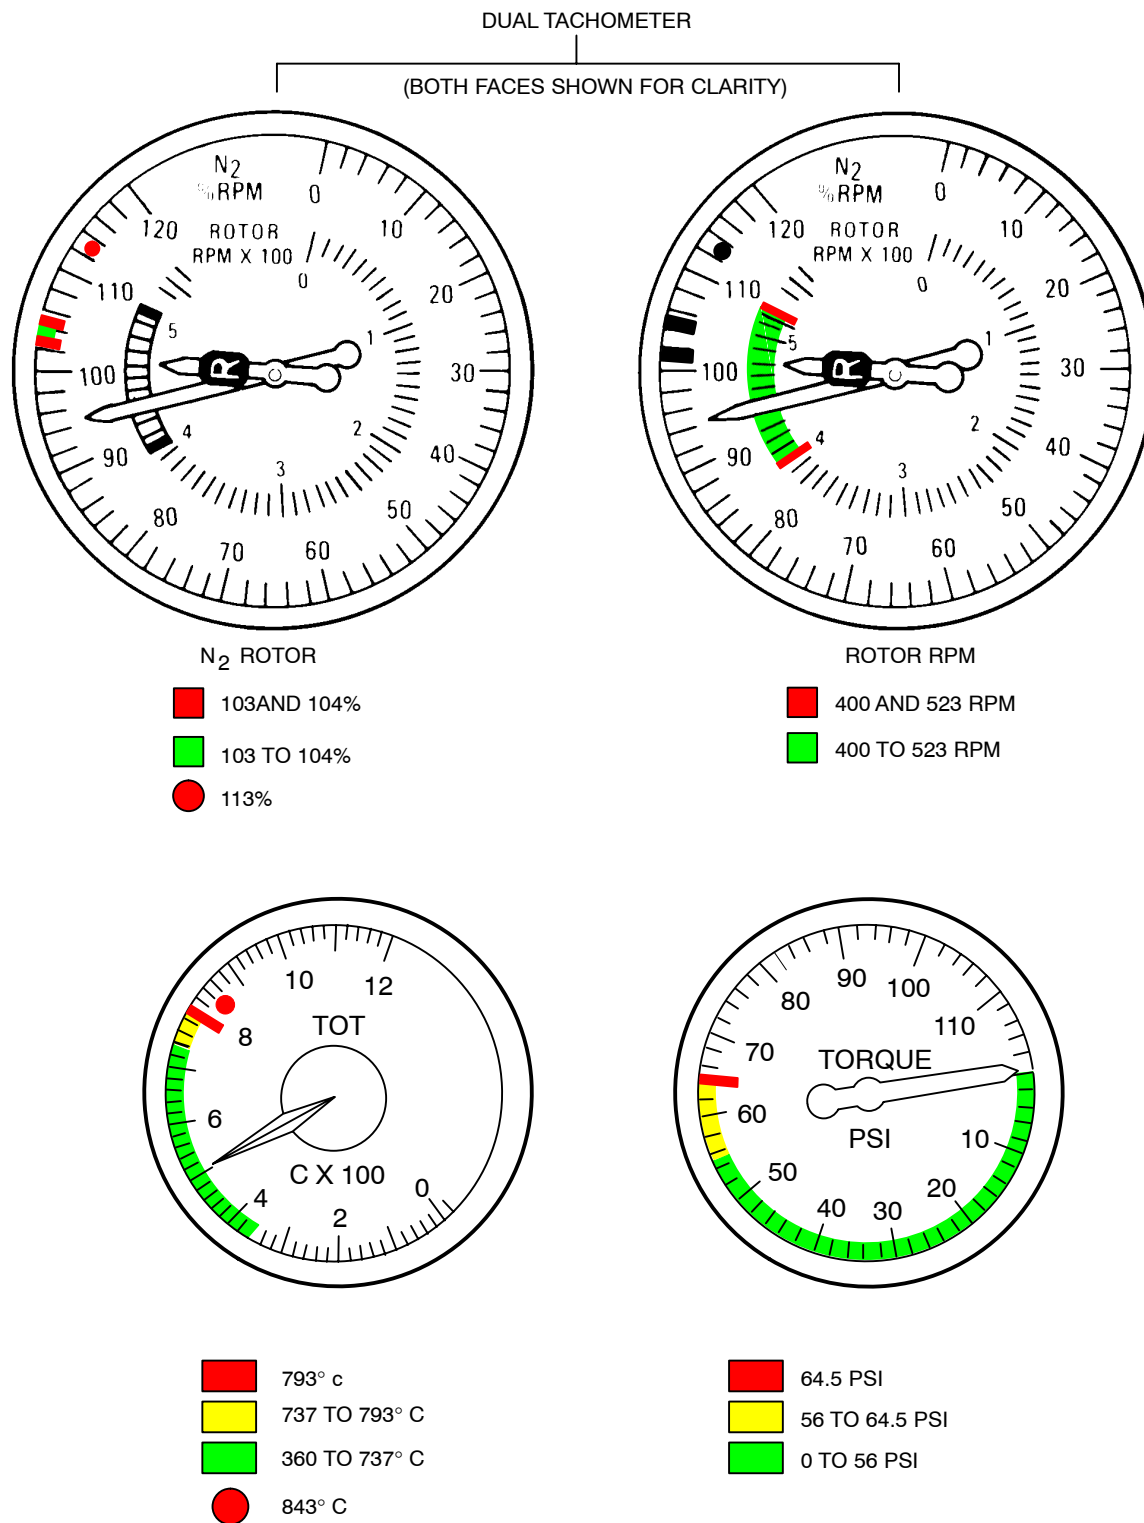 DUAL TACHOMETER
(BOTH FACES SHOWN FOR CLARITY)
N2
%RPM
0
10
20
30
40
50
60
70
80
90
100
110
120
ROTOR
RPM X 100
0
1
2
3
4
5
R
N2 ROTOR
103AND 104%
103 TO 104%
113%
N2
%RPM
0
10
20
30
40
50
60
70
80
90
100
110
120
ROTOR
RPM X 100
0
1
2
3
4
5
R
ROTOR RPM
400 AND 523 RPM
400 TO 523 RPM
TOT
C X 100
0
2
4
6
8
10
12
793° c
737 TO 793° C
360 TO 737° C
843° C
TORQUE
PSI
10
20
30
40
50
60
70
80
90
100
110
64.5 PSI
56 TO 64.5 PSI
0 TO 56 PSI